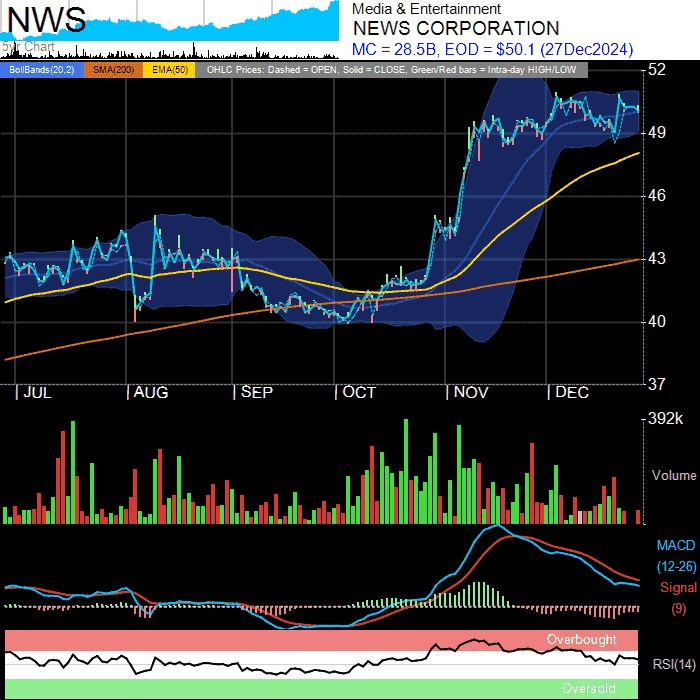 NWS
5yr Chart
Media & Entertainment
NEWS CORPORATION
MC = 28.5B, EOD = $50.1 (27Dec2024)
BollBands(20,2) SMA(200) EMA(50) OHLC Prices: Dashed = OPEN, Solid = CLOSE, Green/Red bars = Intra-day HIGH/LOW
52
49
46
43
40
37
JUL AUG SEP OCT NOV DEC
392k
Volume
MACD
(12-26)
Signal
(9)
Overbought
RSI(14)
Oversold